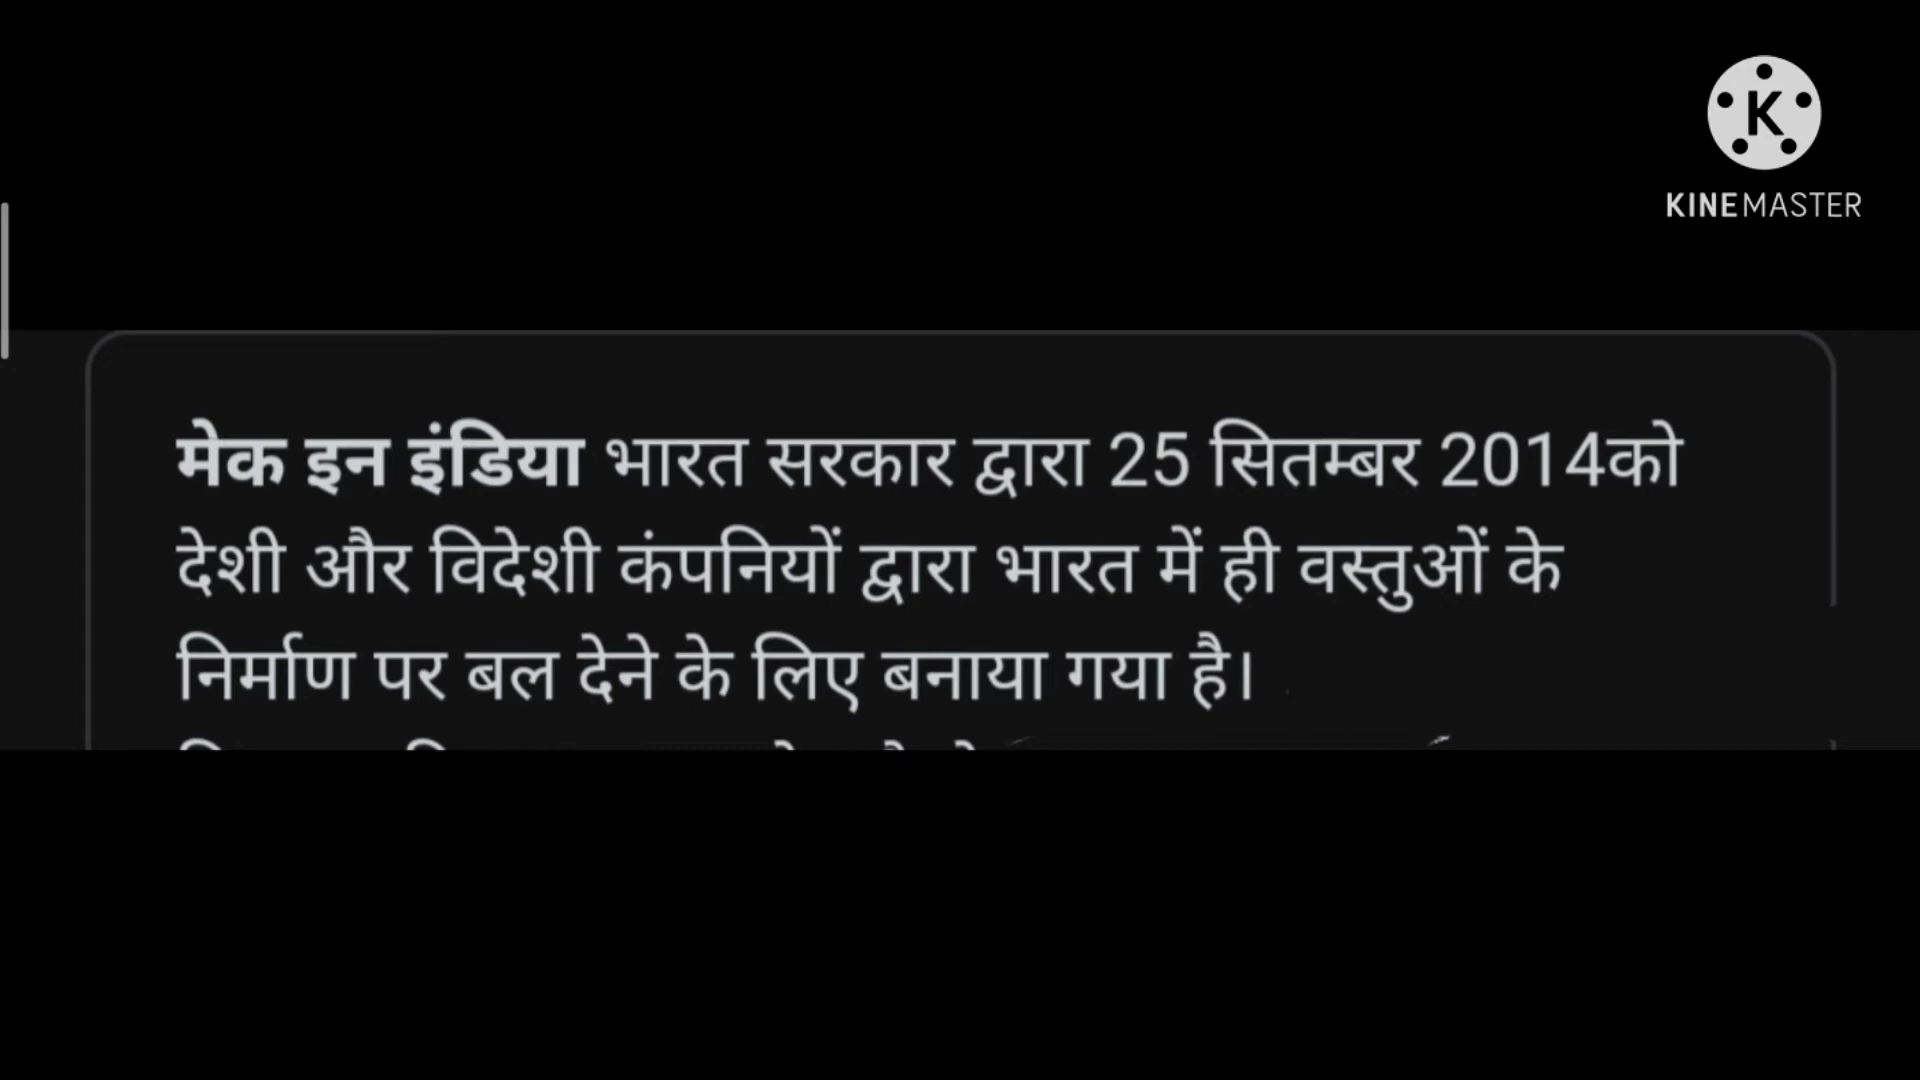 K
KINEMASTER
मेक इन इंडिया भारत सरकार द्वारा 25 सितम्बर 2014को
देशी और विदेशी कंपनियों द्वारा भारत में ही वस्तुओं के
निर्माण पर बल देने के लिए बनाया गया है।